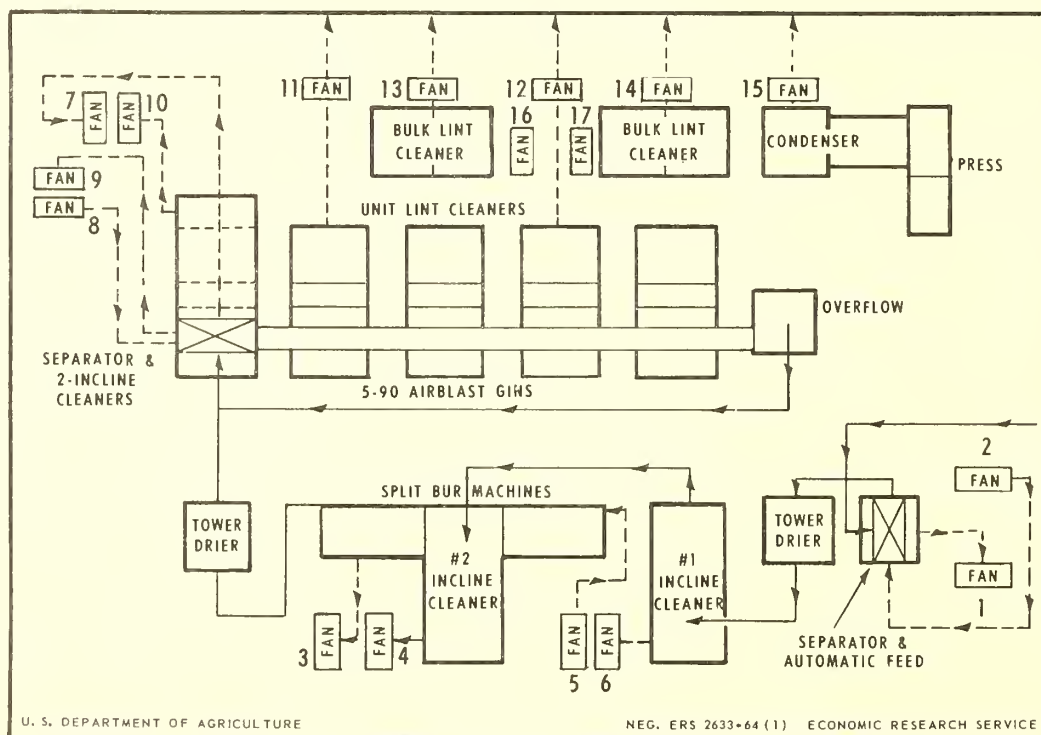 11 FAN
13 FAN
12 FAN
14 FAN
15 FAN
7 FAN
10 FAN
16 FAN
17 FAN
BULK LINT
CLEANER
BULK LINT
CLEANER
CONDENSER
PRESS
FAN 9
FAN
8
UNIT LINT CLEANERS
OVERFLOW
SEPARATOR &
2-INCLINE
CLEANERS
5-90 AIRBLAST GINS
2
FAN
SPLIT BUR MACHINES
TOWER
DRIER
#2
INCLINE
CLEANER
#1
INCLINE
CLEANER
TOWER
DRIER
FAN
1
3 FAN
FAN 4
FAN
5
FAN
6
SEPARATOR &
AUTOMATIC FEED
U. S. DEPARTMENT OF AGRICULTURE
NEG. ERS 2633-64 (1) ECONOMIC RESEARCH SERVICE